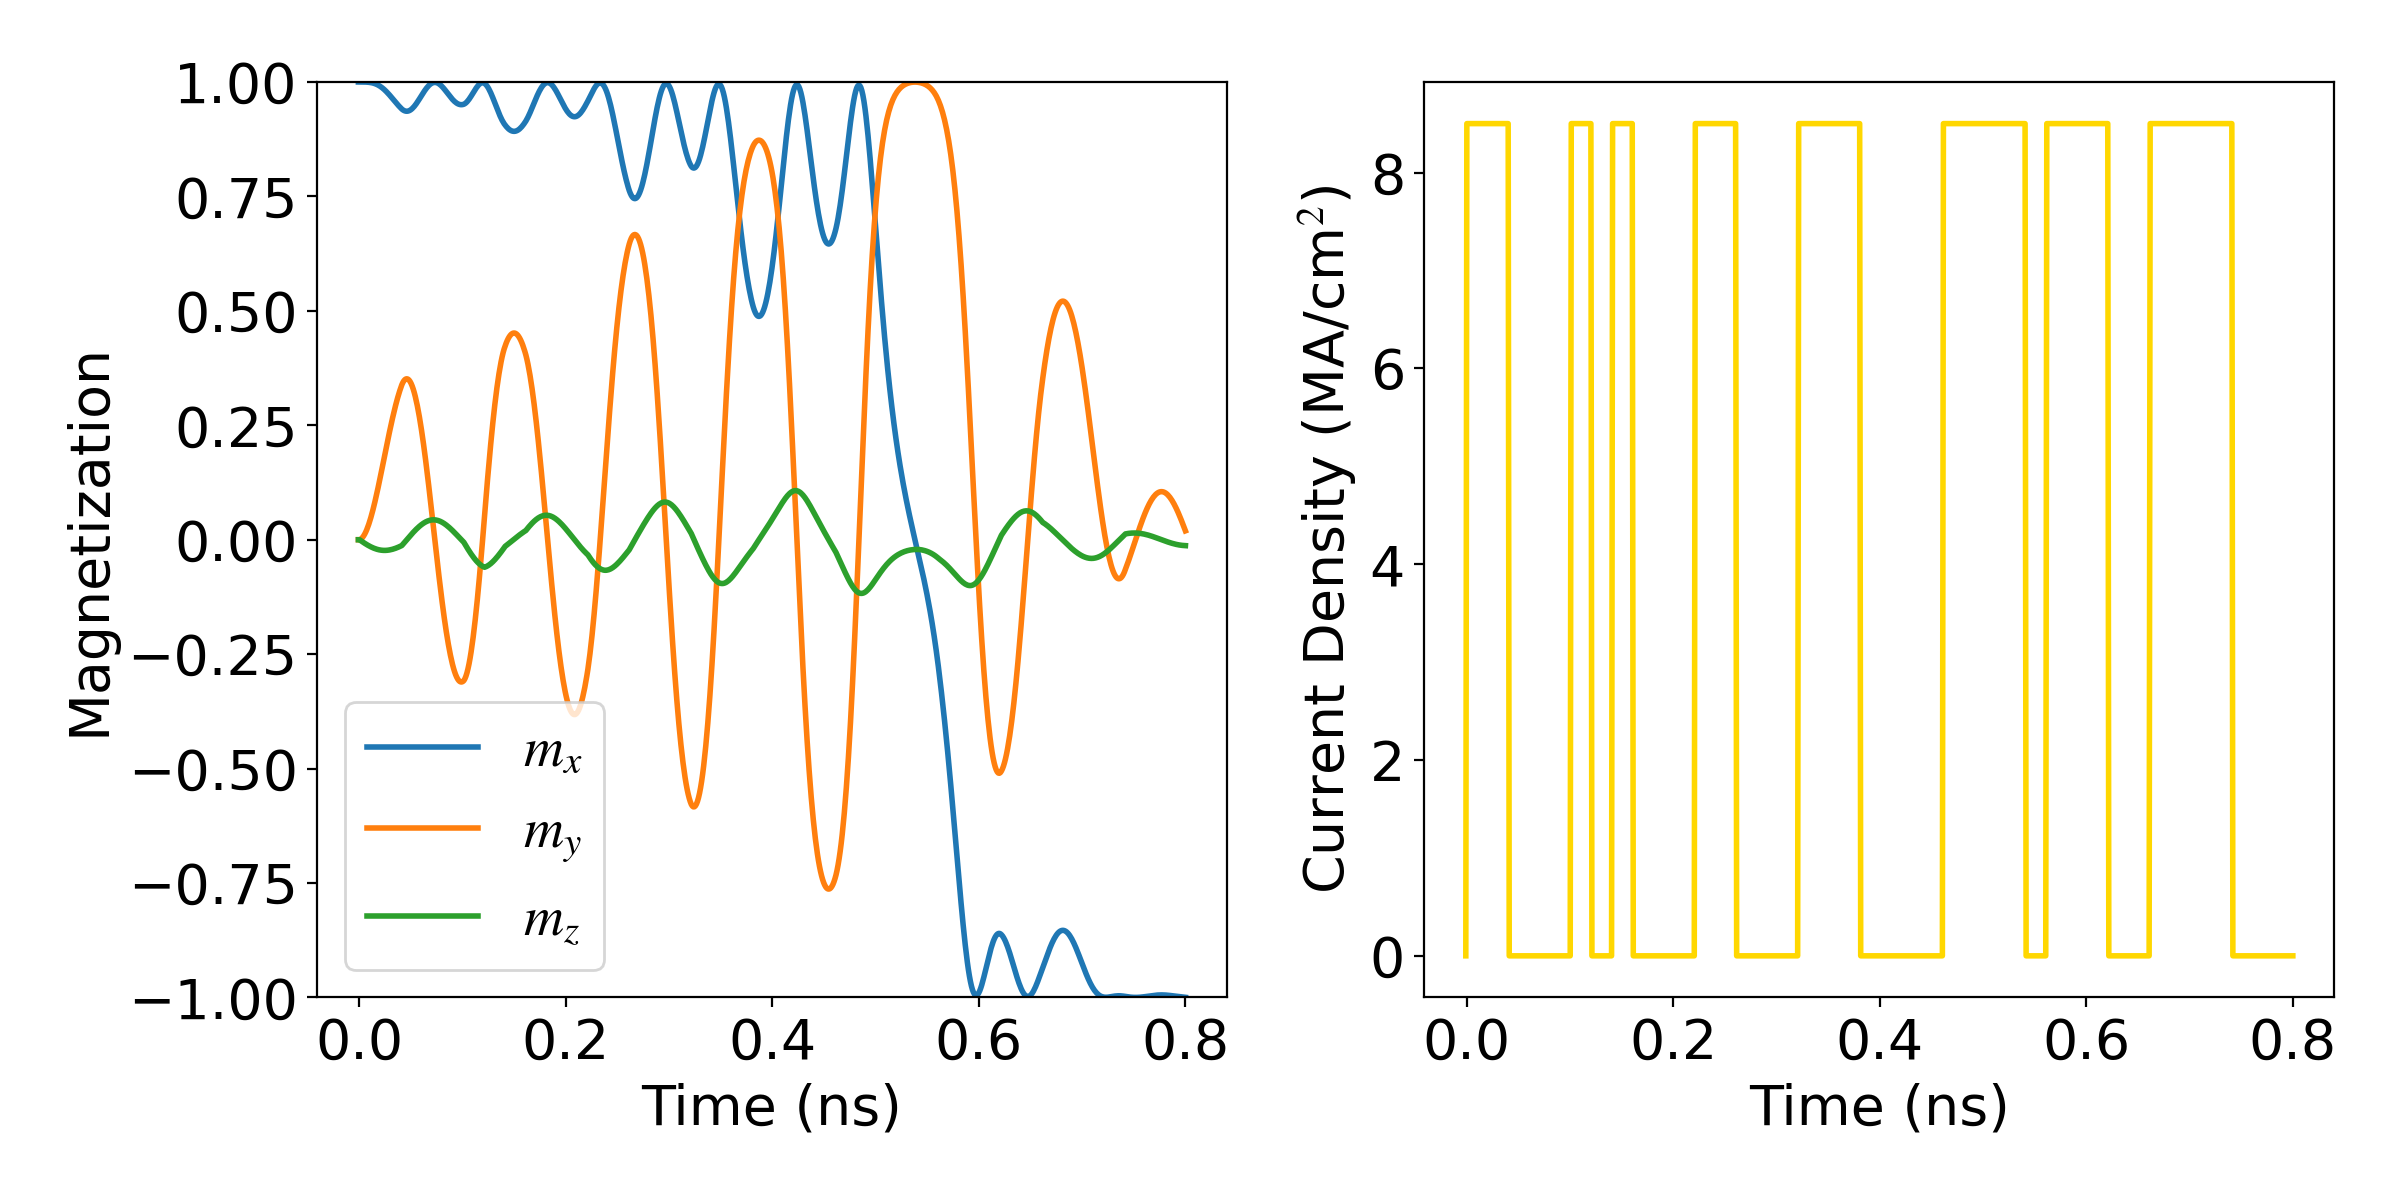 Magnetization
1.00
0.75
0.50
0.25
0.00
−0.25
−0.50
−0.75
−1.00
m_x
m_y
m_z
0.0 0.2 0.4 0.6 0.8
Time (ns)
Current Density (MA/cm²)
8
6
4
2
0
0.0 0.2 0.4 0.6 0.8
Time (ns)